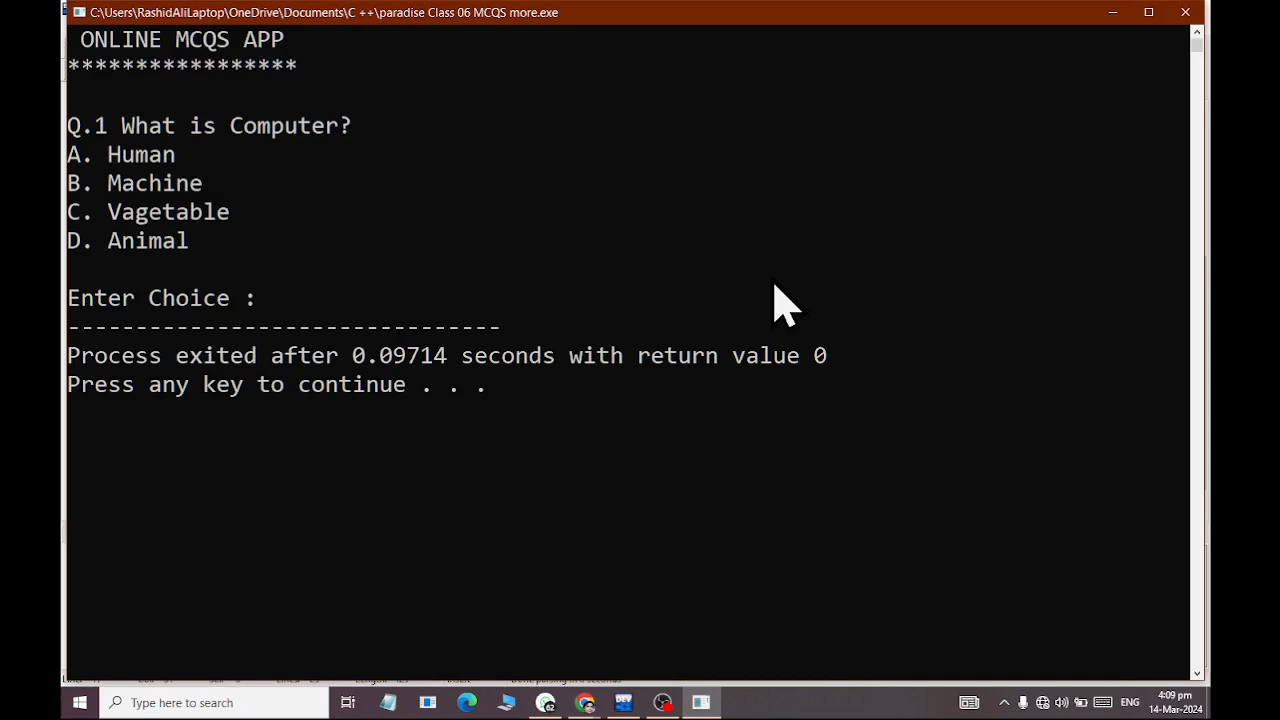 C:\Users\RashidAliLaptop\OneDrive\Documents\C ++\paradise Class 06 MCQS more.exe
ONLINE MCQS APP
*****************
Q.1 What is Computer?
A. Human
B. Machine
C. Vagetable
D. Animal
Enter Choice :
--------------------------------
Process exited after 0.09714 seconds with return value 0
Press any key to continue . . .
Type here to search
DEV
ENG
4:09 pm
14-Mar-2024